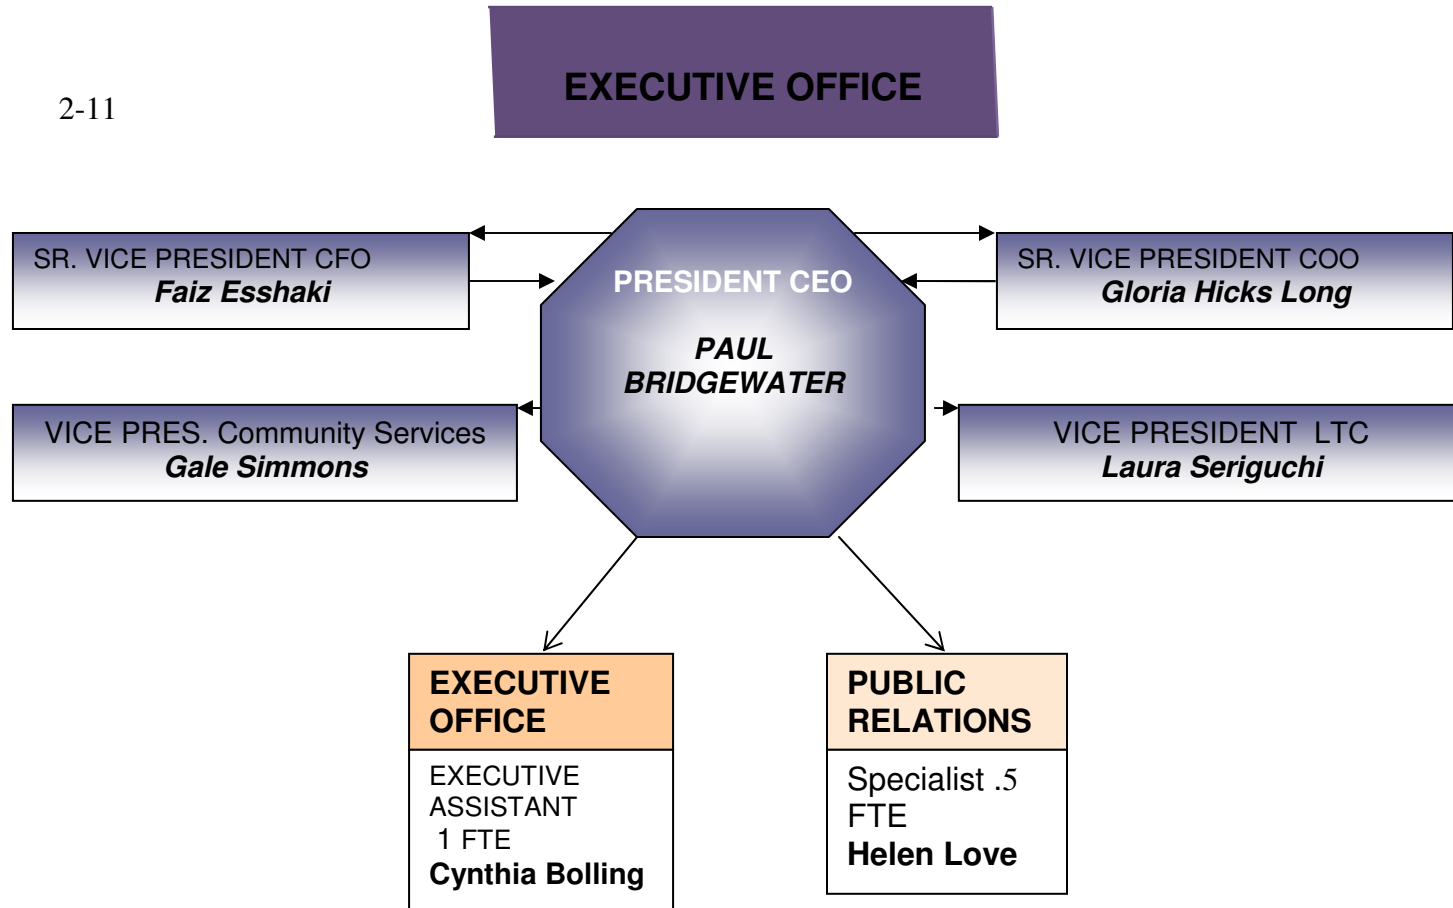 EXECUTIVE OFFICE
2-11
SR. VICE PRESIDENT CFO
Faiz Esshaki
PRESIDENT CEO
PAUL
BRIDGEWATER
SR. VICE PRESIDENT COO
Gloria Hicks Long
VICE PRES. Community Services
Gale Simmons
VICE PRESIDENT LTC
Laura Seriguchi
EXECUTIVE
OFFICE
EXECUTIVE
ASSISTANT
1 FTE
Cynthia Bolling
PUBLIC
RELATIONS
Specialist .5
FTE
Helen Love